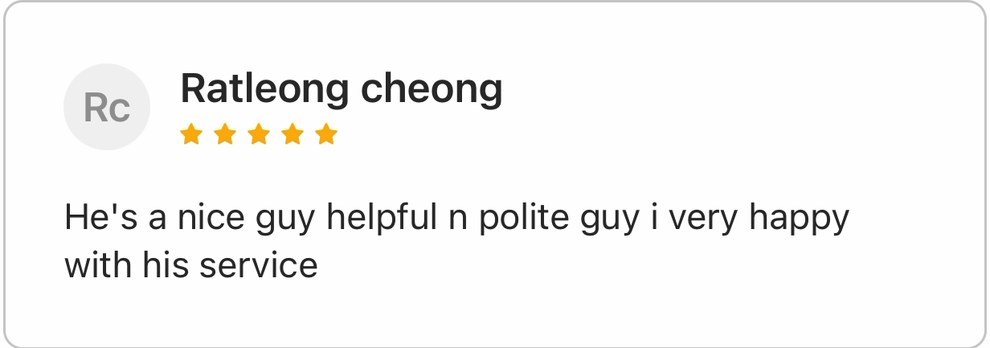 Rc
Ratleong cheong
He's a nice guy helpful n polite guy i very happy
with his service